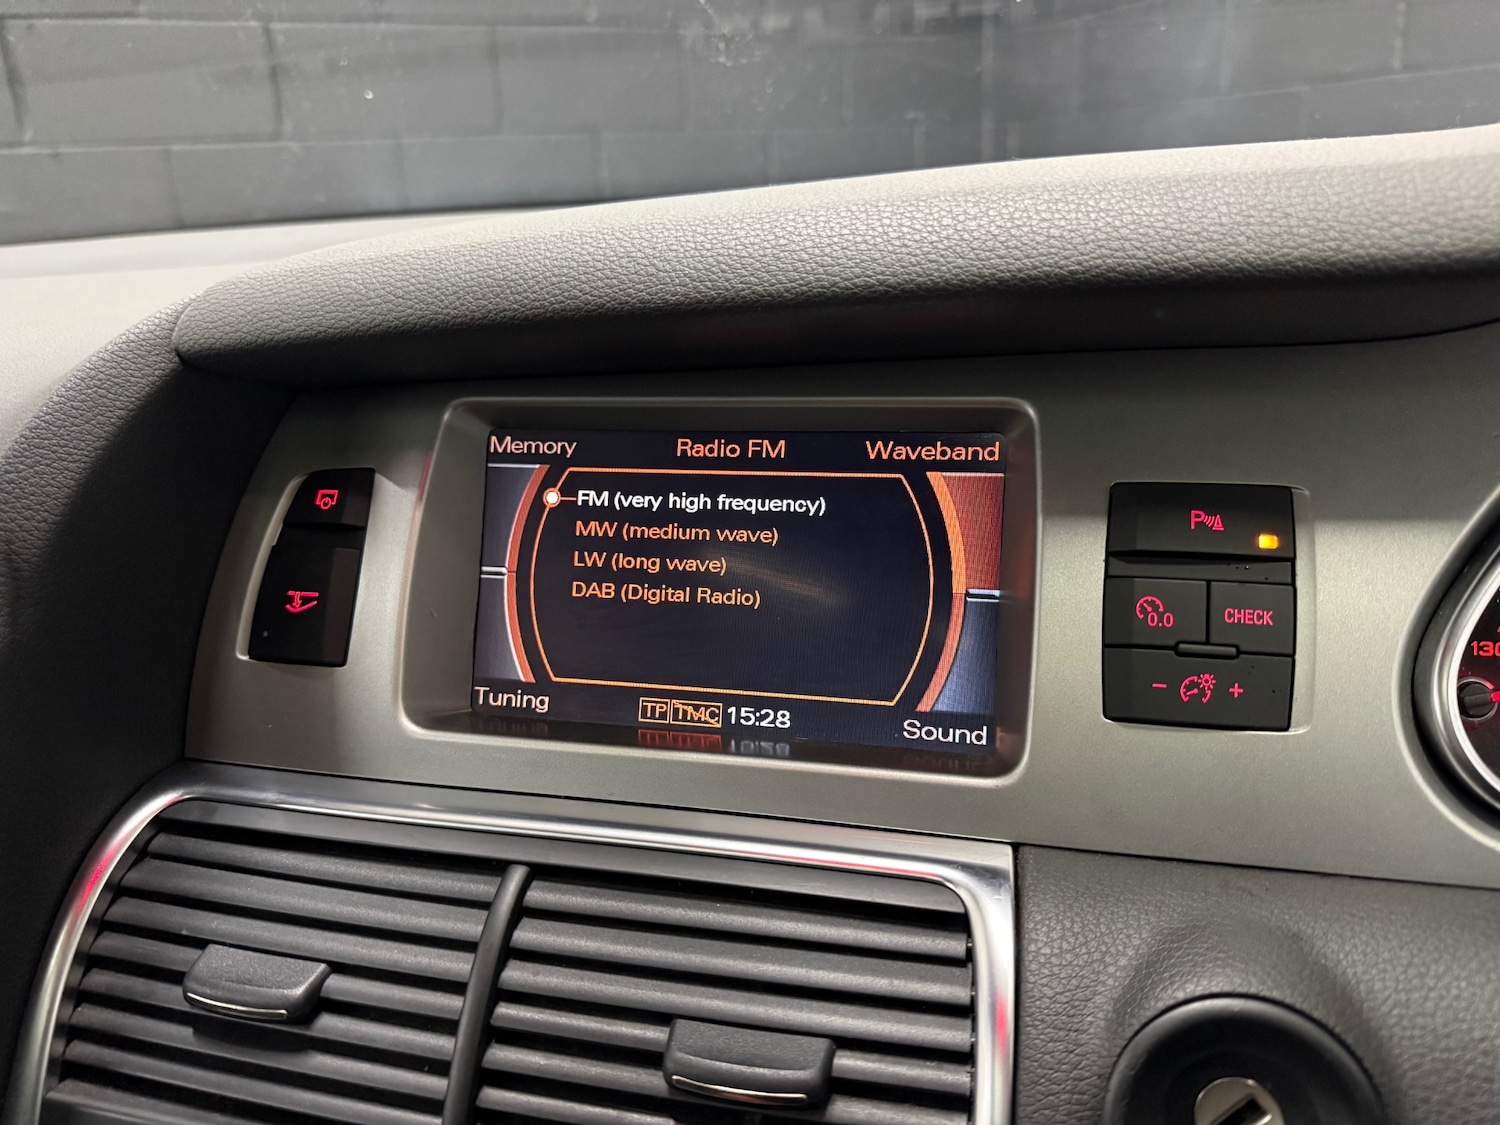 Memory Radio FM Waveband
FM (very high frequency)
MW (medium wave)
LW (long wave)
DAB (Digital Radio)
Tuning TP TMC 15:28 Sound
P
0.0 CHECK
- +
130